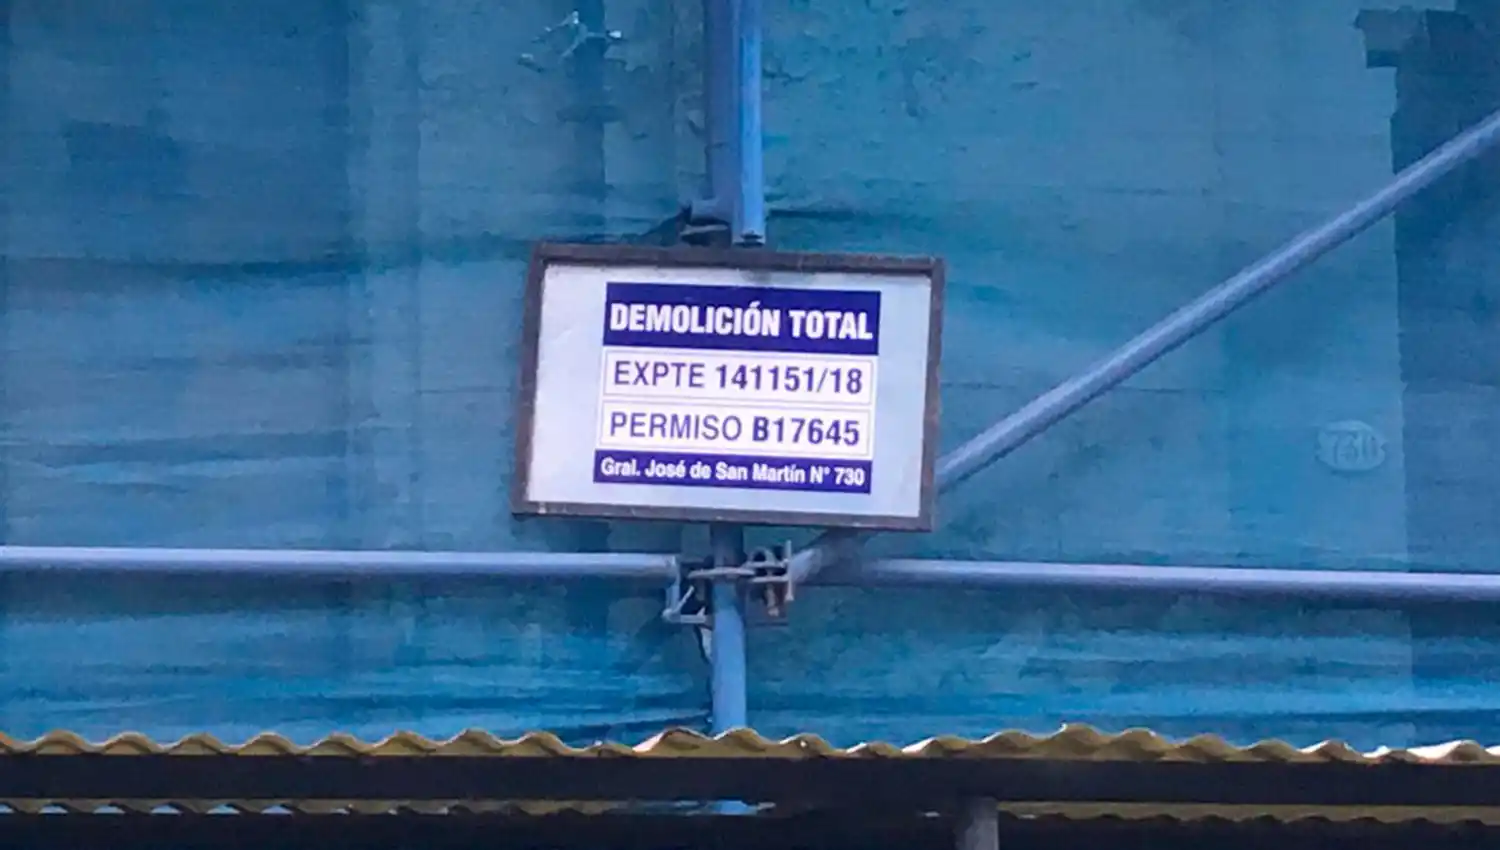 DEMOLICIÓN TOTAL
EXPTE 141151/18
PERMISO B17645
Gral. José de San Martín N° 730
730